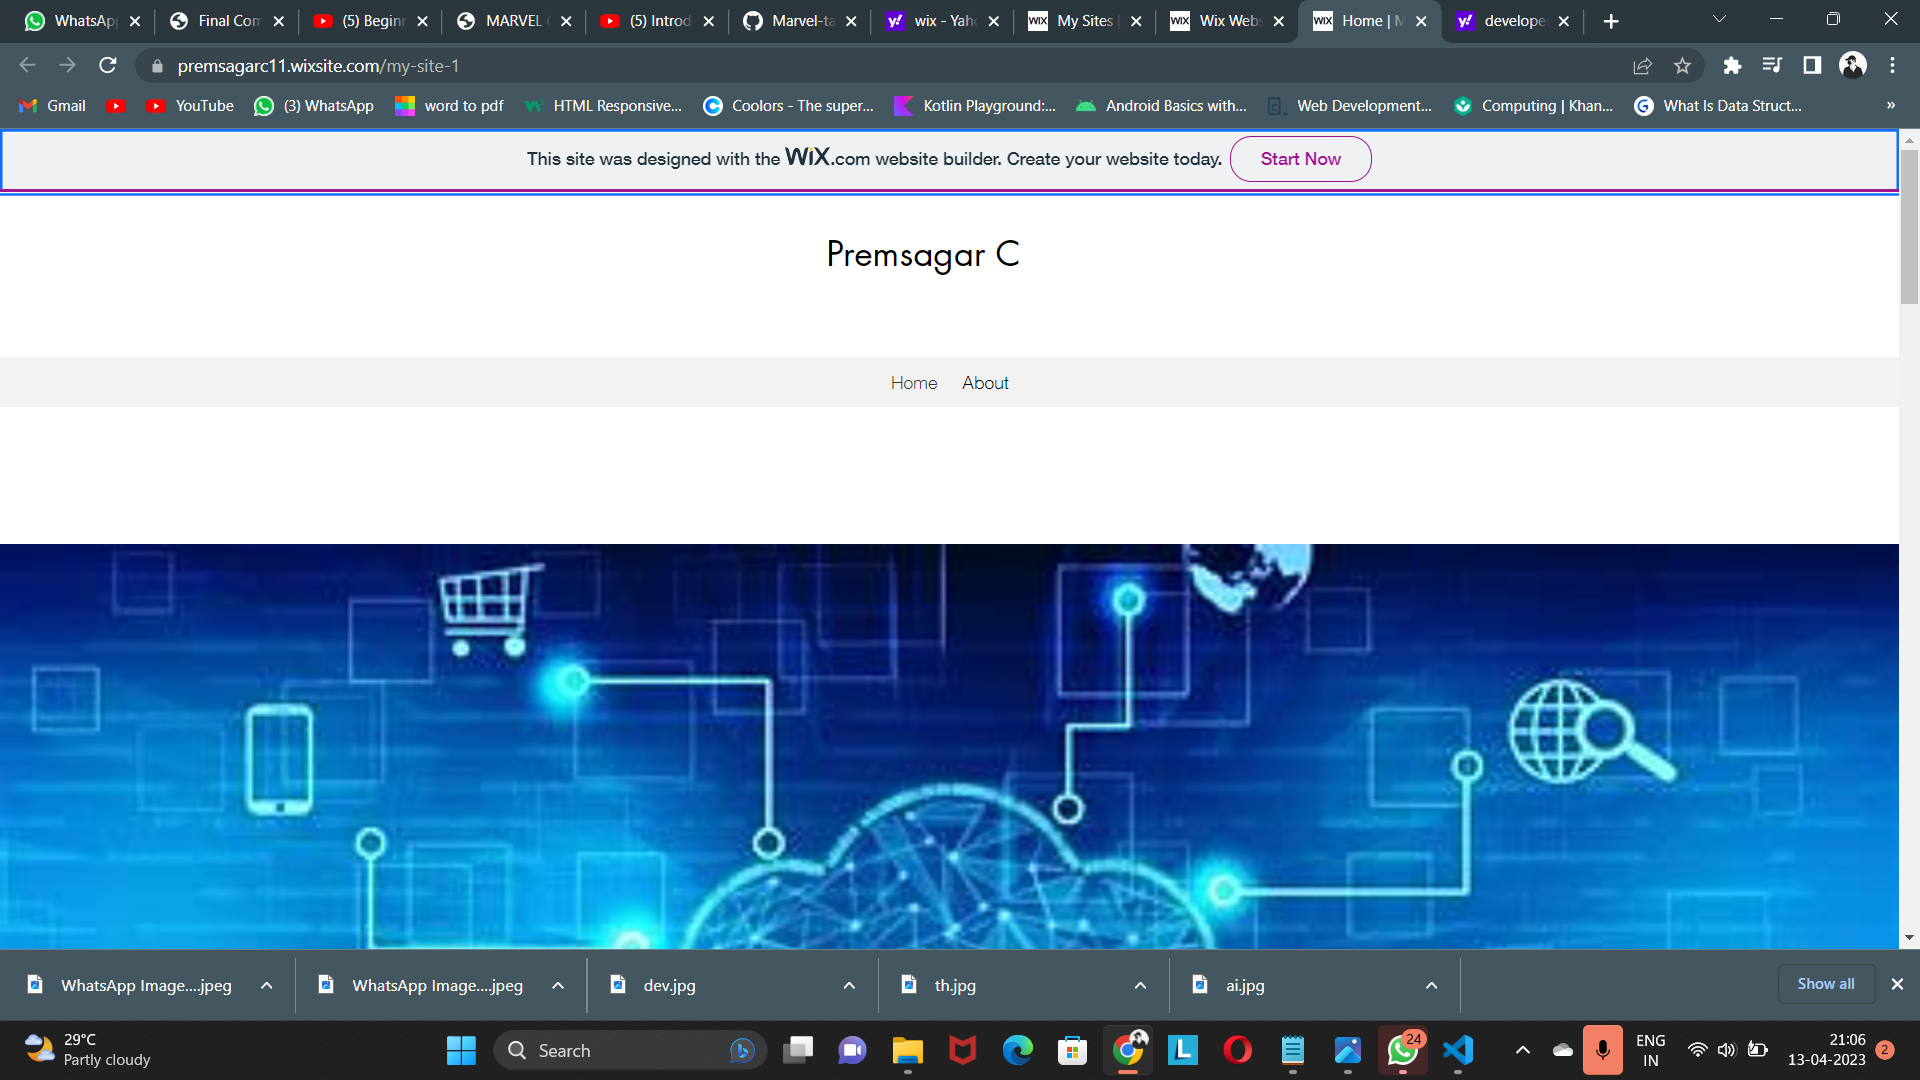 WhatsApp
Final Com
(5) Beginn
MARVEL
(5) Introd
Marvel-ta
wix - Yaho
My Sites
Wix Webs
Home | M
develope
premsagarc11.wixsite.com/my-site-1
Gmail
YouTube
(3) WhatsApp
word to pdf
HTML Responsive...
Coolors - The super...
Kotlin Playground:...
Android Basics with...
Web Development...
Computing | Khan...
What Is Data Struct...
»
This site was designed with the WiX.com website builder. Create your website today. Start Now
Premsagar C
Home About
WhatsApp Image....jpeg
WhatsApp Image....jpeg
dev.jpg
th.jpg
ai.jpg
Show all
29°C
Partly cloudy
Search
24
ENG
IN
21:06
13-04-2023
2